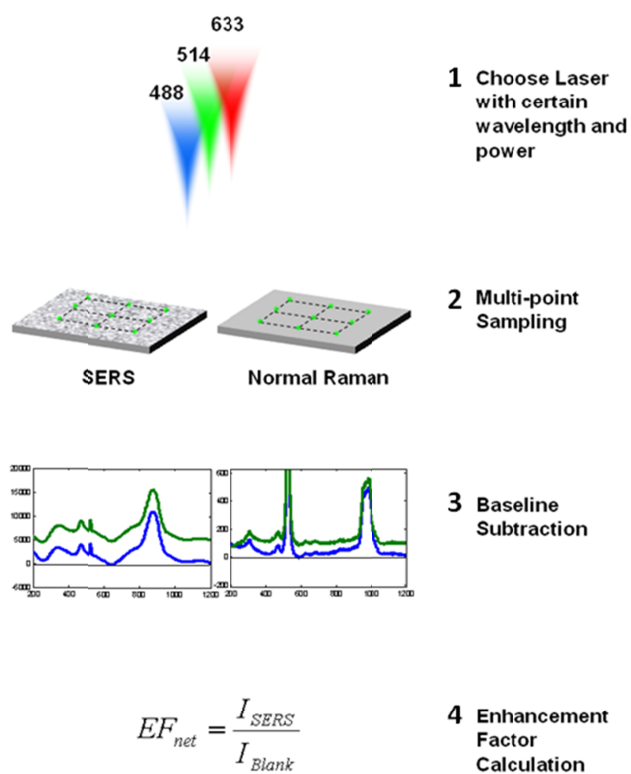 633
514
488
1 Choose Laser
with certain
wavelength and
power
2 Multi-point
Sampling
SERS
Normal Raman
20000
15000
10000
5000
0
-5000
200 400 600 800 1000 1200
600
400
200
0
-200
200 400 600 800 1000 1200
3 Baseline
Subtraction
EF_net = I_SERS / I_Blank
4 Enhancement
Factor
Calculation